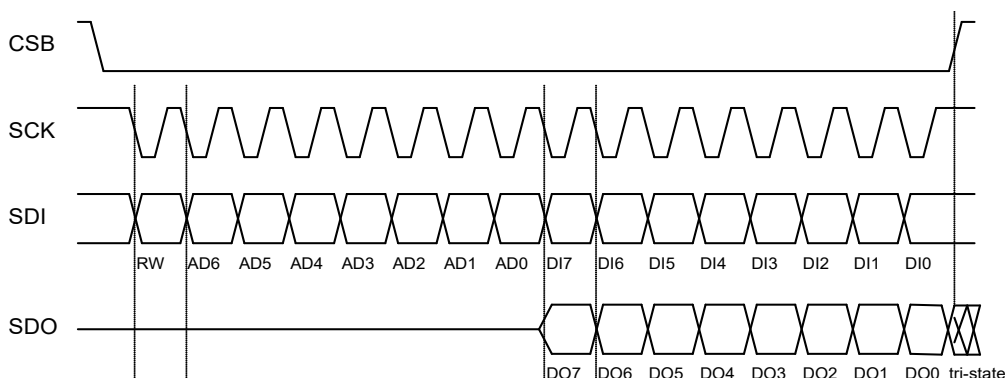 CSB
SCK
SDI
RW AD6 AD5 AD4 AD3 AD2 AD1 AD0 DI7 DI6 DI5 DI4 DI3 DI2 DI1 DI0
SDO
DO7 DO6 DO5 DO4 DO3 DO2 DO1 DO0 tri-state